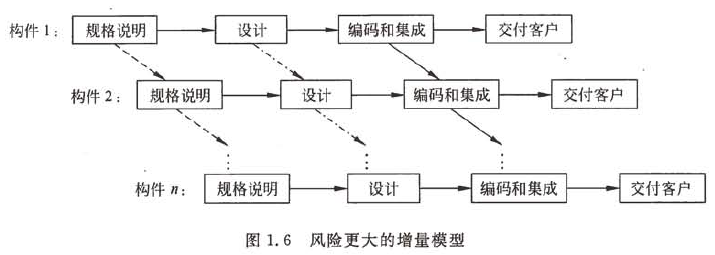 构件1: 规格说明 设计 编码和集成 交付客户
构件2: 规格说明 设计 编码和集成 交付客户
构件n: 规格说明 设计 编码和集成 交付客户
图1.6 风险更大的增量模型